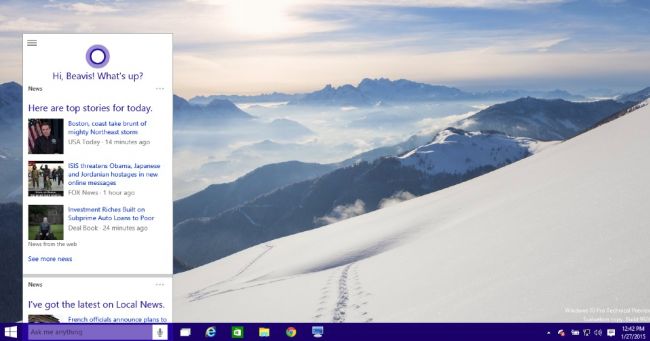 Hi, Beavis! What's up?
News
Here are top stories for today.
Boston, coast take brunt of
mighty Northeast storm
USA Today · 14 minutes ago
ISIS threatens Obama, Japanese
and Jordanian hostages in new
online messages
FOX News · 1 hour ago
Investment Riches Built on
Subprime Auto Loans to Poor
Deal Book · 24 minutes ago
News from the web
See more news
News
I've got the latest on Local News.
French officials announce plans to
Windows 10 Pro Technical Preview
Evaluation copy. Build
Ask me anything
12:42 PM
1/27/2015